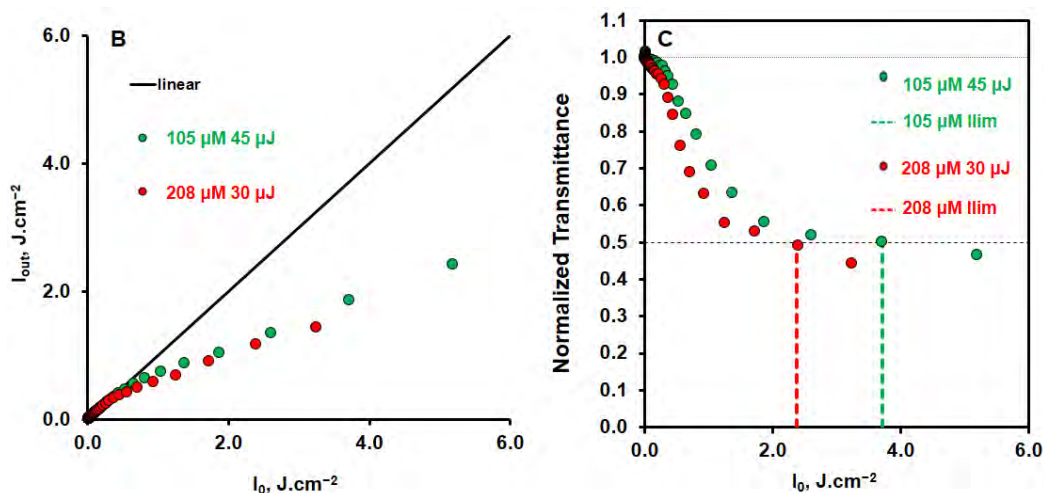 B
linear
105 μM 45 μJ
208 μM 30 μJ
6.0
4.0
2.0
0.0
0.0 2.0 4.0 6.0
Iout, J.cm⁻²
I₀, J.cm⁻²
C
105 μM 45 μJ
105 μM Ilim
208 μM 30 μJ
208 μM Ilim
1.1
1.0
0.9
0.8
0.7
0.6
0.5
0.4
0.3
0.2
0.1
0.0
0.0 2.0 4.0 6.0
Normalized Transmittance
I₀, J.cm⁻²